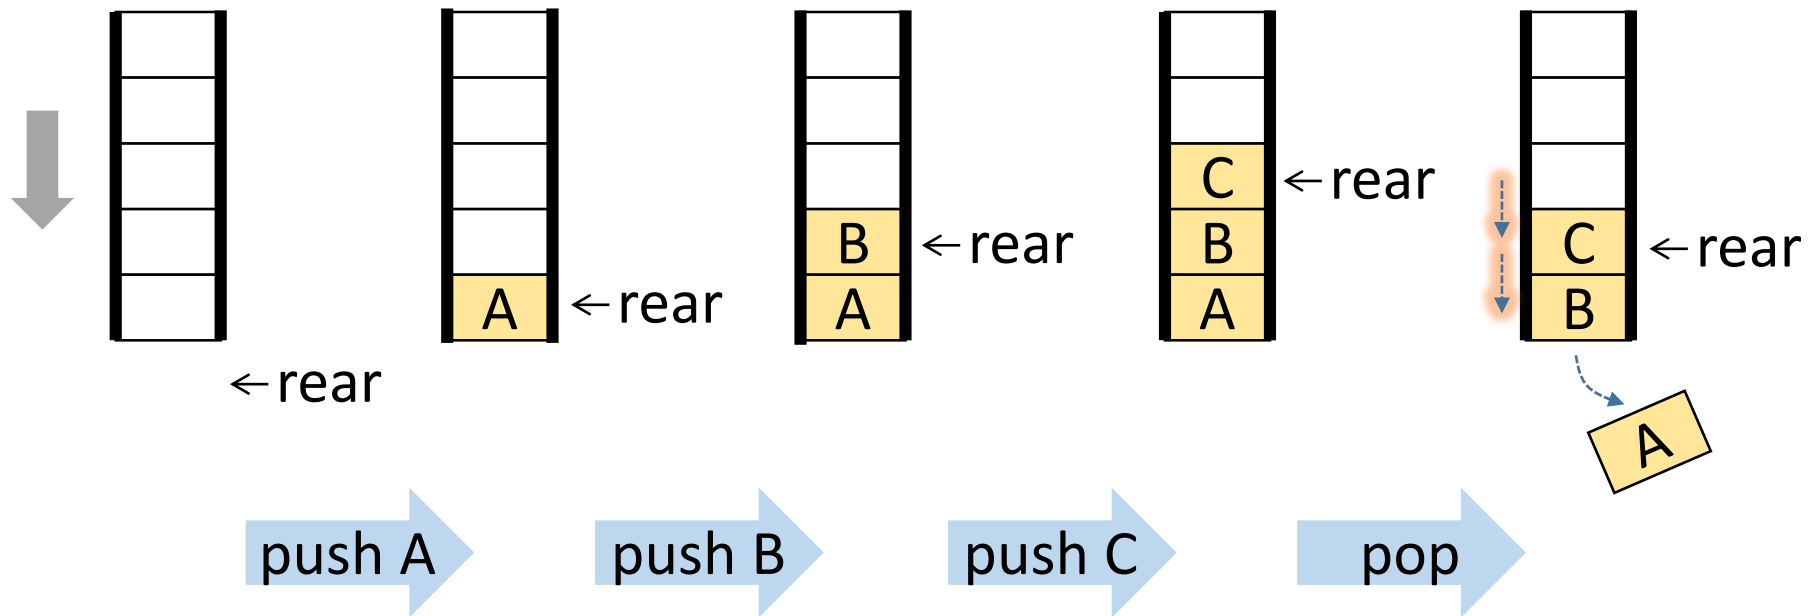 C ← rear
B ← rear
B
C ← rear
A ← rear
A
A
B
← rear
A
push A
push B
push C
pop